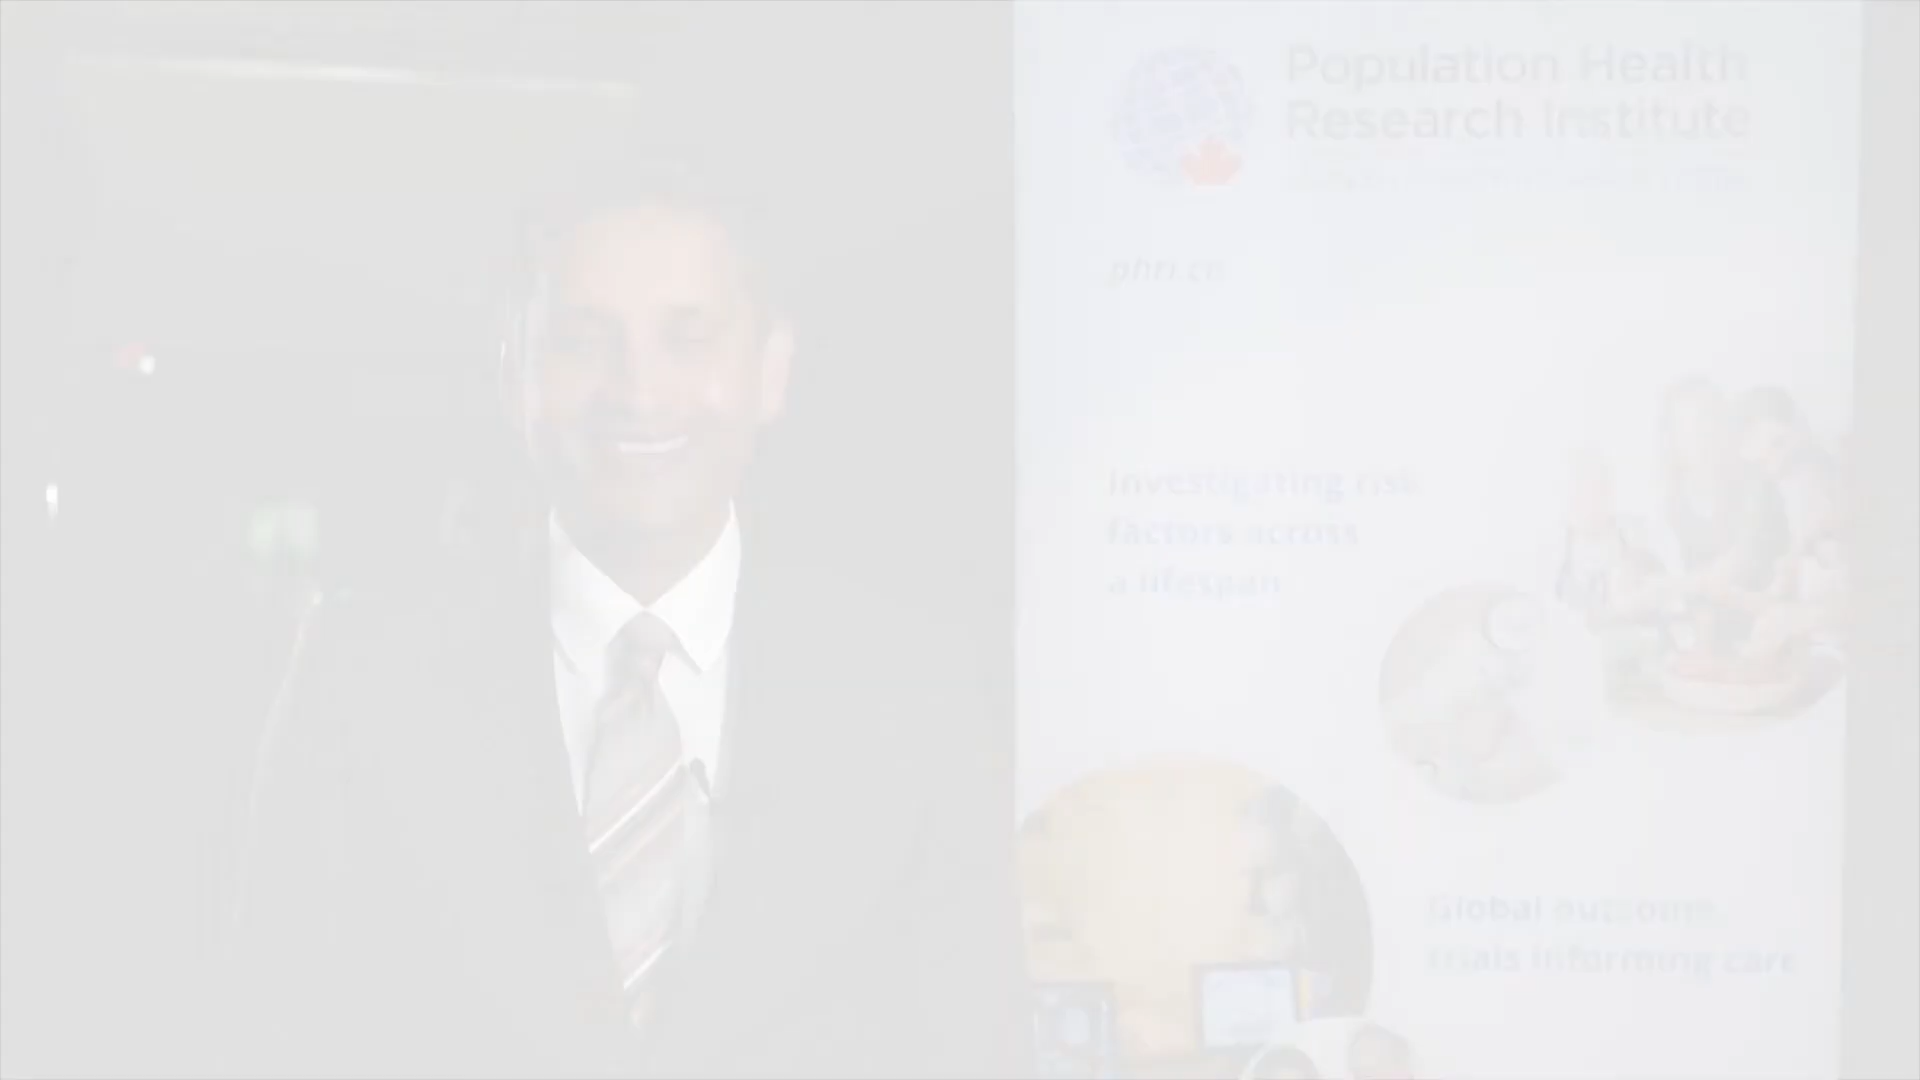 Population Health
Research Institute
phri.ca
Investigating risk
factors across
a lifespan
Global outcome
trials informing care